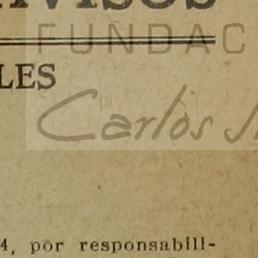 FUNDAC
LES
Carlos
4, por responsabili-